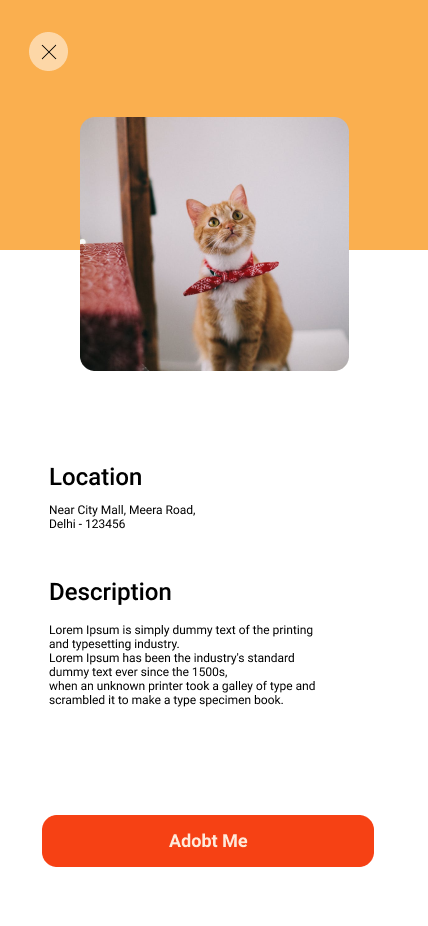 Location
Near City Mall, Meera Road,
Delhi - 123456
Description
Lorem Ipsum is simply dummy text of the printing
and typesetting industry.
Lorem Ipsum has been the industry's standard
dummy text ever since the 1500s,
when an unknown printer took a galley of type and
scrambled it to make a type specimen book.
Adobt Me